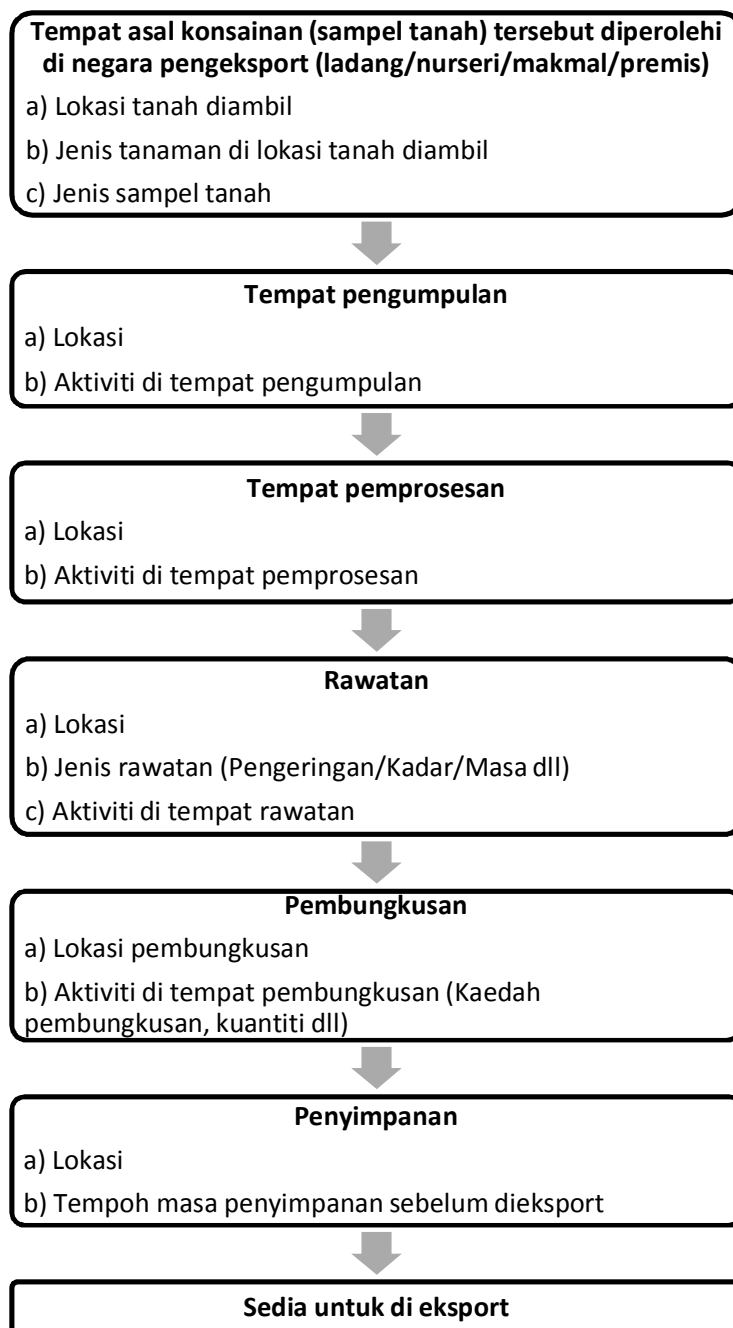 Tempat asal konsainan (sampel tanah) tersebut diperolehi
di negara pengeksport (ladang/nurseri/makmal/premis)
a) Lokasi tanah diambil
b) Jenis tanaman di lokasi tanah diambil
c) Jenis sampel tanah
Tempat pengumpulan
a) Lokasi
b) Aktiviti di tempat pengumpulan
Tempat pemprosesan
a) Lokasi
b) Aktiviti di tempat pemprosesan
Rawatan
a) Lokasi
b) Jenis rawatan (Pengeringan/Kadar/Masa dll)
c) Aktiviti di tempat rawatan
Pembungkusan
a) Lokasi pembungkusan
b) Aktiviti di tempat pembungkusan (Kaedah
pembungkusan, kuantiti dll)
Penyimpanan
a) Lokasi
b) Tempoh masa penyimpanan sebelum dieksport
Sedia untuk di eksport